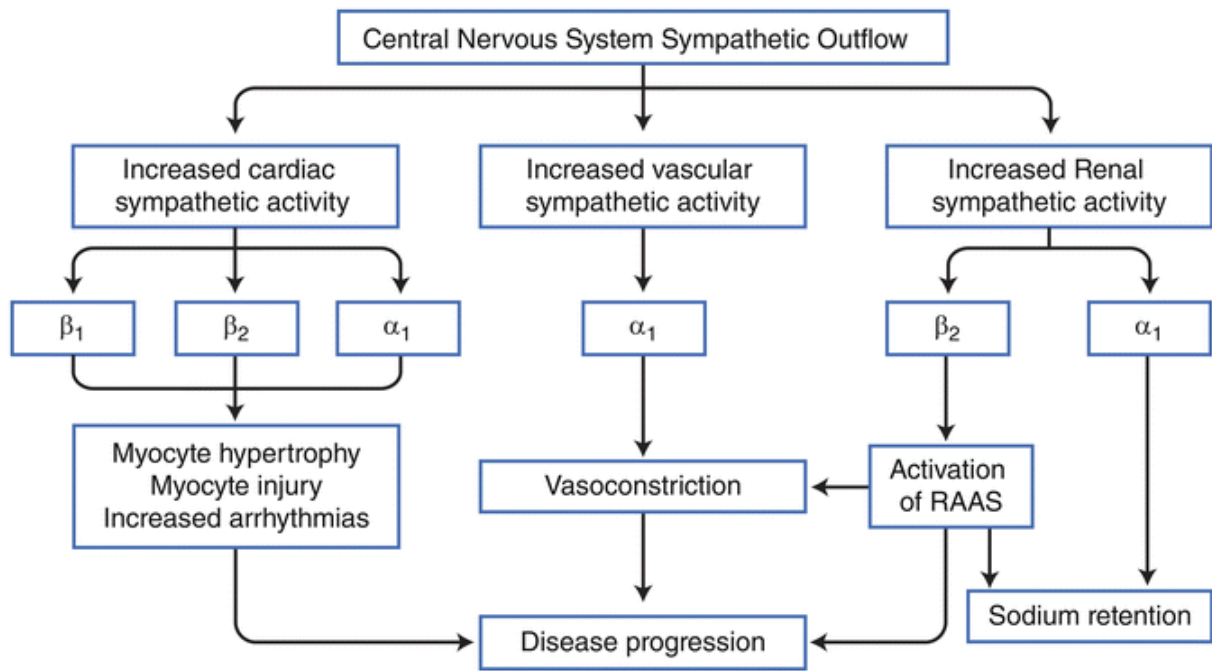 Central Nervous System Sympathetic Outflow
Increased cardiac
sympathetic activity
Increased vascular
sympathetic activity
Increased Renal
sympathetic activity
β₁
β₂
α₁
α₁
β₂
α₁
Myocyte hypertrophy
Myocyte injury
Increased arrhythmias
Vasoconstriction
Activation
of RAAS
Disease progression
Sodium retention